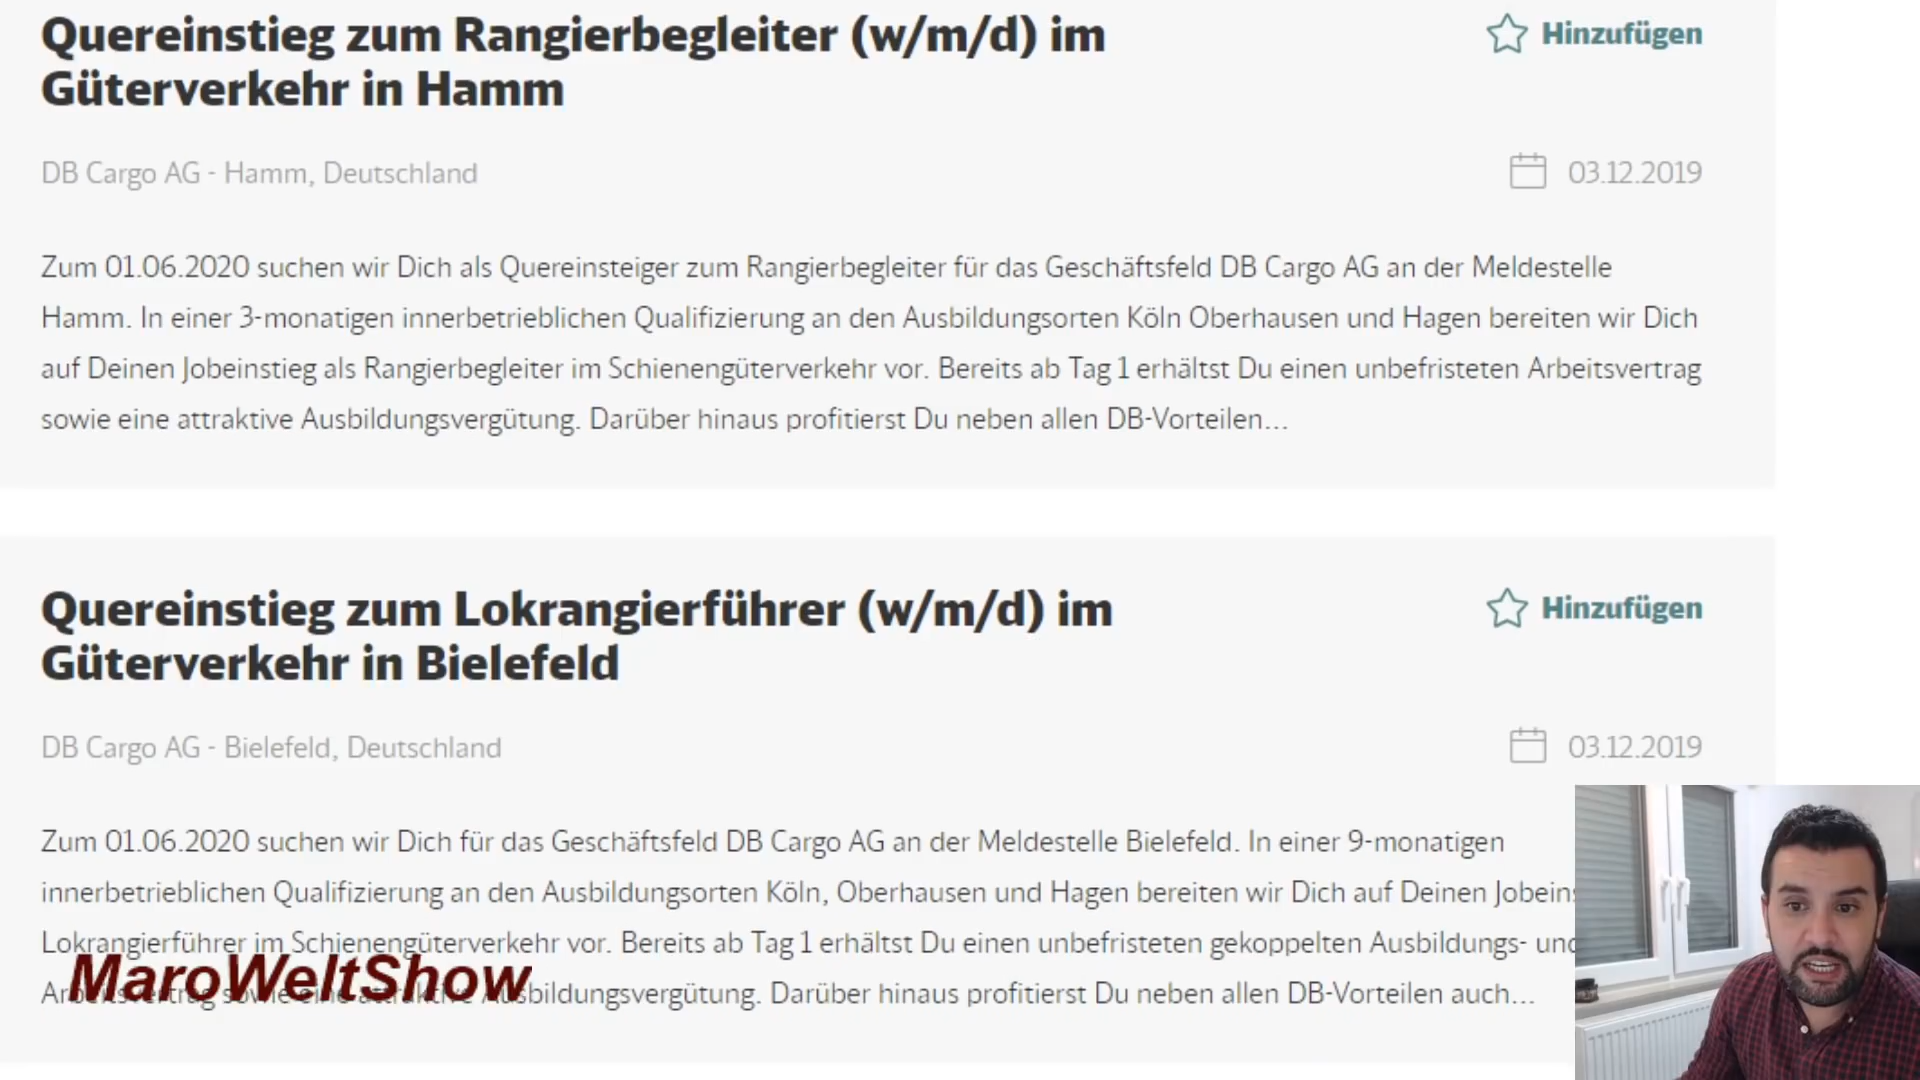 Quereinstieg zum Rangierbegleiter (w/m/d) im
Güterverkehr in Hamm
Hinzufügen
DB Cargo AG - Hamm, Deutschland
03.12.2019
Zum 01.06.2020 suchen wir Dich als Quereinsteiger zum Rangierbegleiter für das Geschäftsfeld DB Cargo AG an der Meldestelle
Hamm. In einer 3-monatigen innerbetrieblichen Qualifizierung an den Ausbildungsorten Köln Oberhausen und Hagen bereiten wir Dich
auf Deinen Jobeinstieg als Rangierbegleiter im Schienengüterverkehr vor. Bereits ab Tag 1 erhältst Du einen unbefristeten Arbeitsvertrag
sowie eine attraktive Ausbildungsvergütung. Darüber hinaus profitierst Du neben allen DB-Vorteilen...
Quereinstieg zum Lokrangierführer (w/m/d) im
Güterverkehr in Bielefeld
Hinzufügen
DB Cargo AG - Bielefeld, Deutschland
03.12.2019
Zum 01.06.2020 suchen wir Dich für das Geschäftsfeld DB Cargo AG an der Meldestelle Bielefeld. In einer 9-monatigen
innerbetrieblichen Qualifizierung an den Ausbildungsorten Köln, Oberhausen und Hagen bereiten wir Dich auf Deinen Jobeins
Lokrangierführer im Schienengüterverkehr vor. Bereits ab Tag 1 erhältst Du einen unbefristeten gekoppelten Ausbildungs- und
Arbeitsvertrag sowie eine attraktive Ausbildungsvergütung. Darüber hinaus profitierst Du neben allen DB-Vorteilen auch...
MaroWeltShow